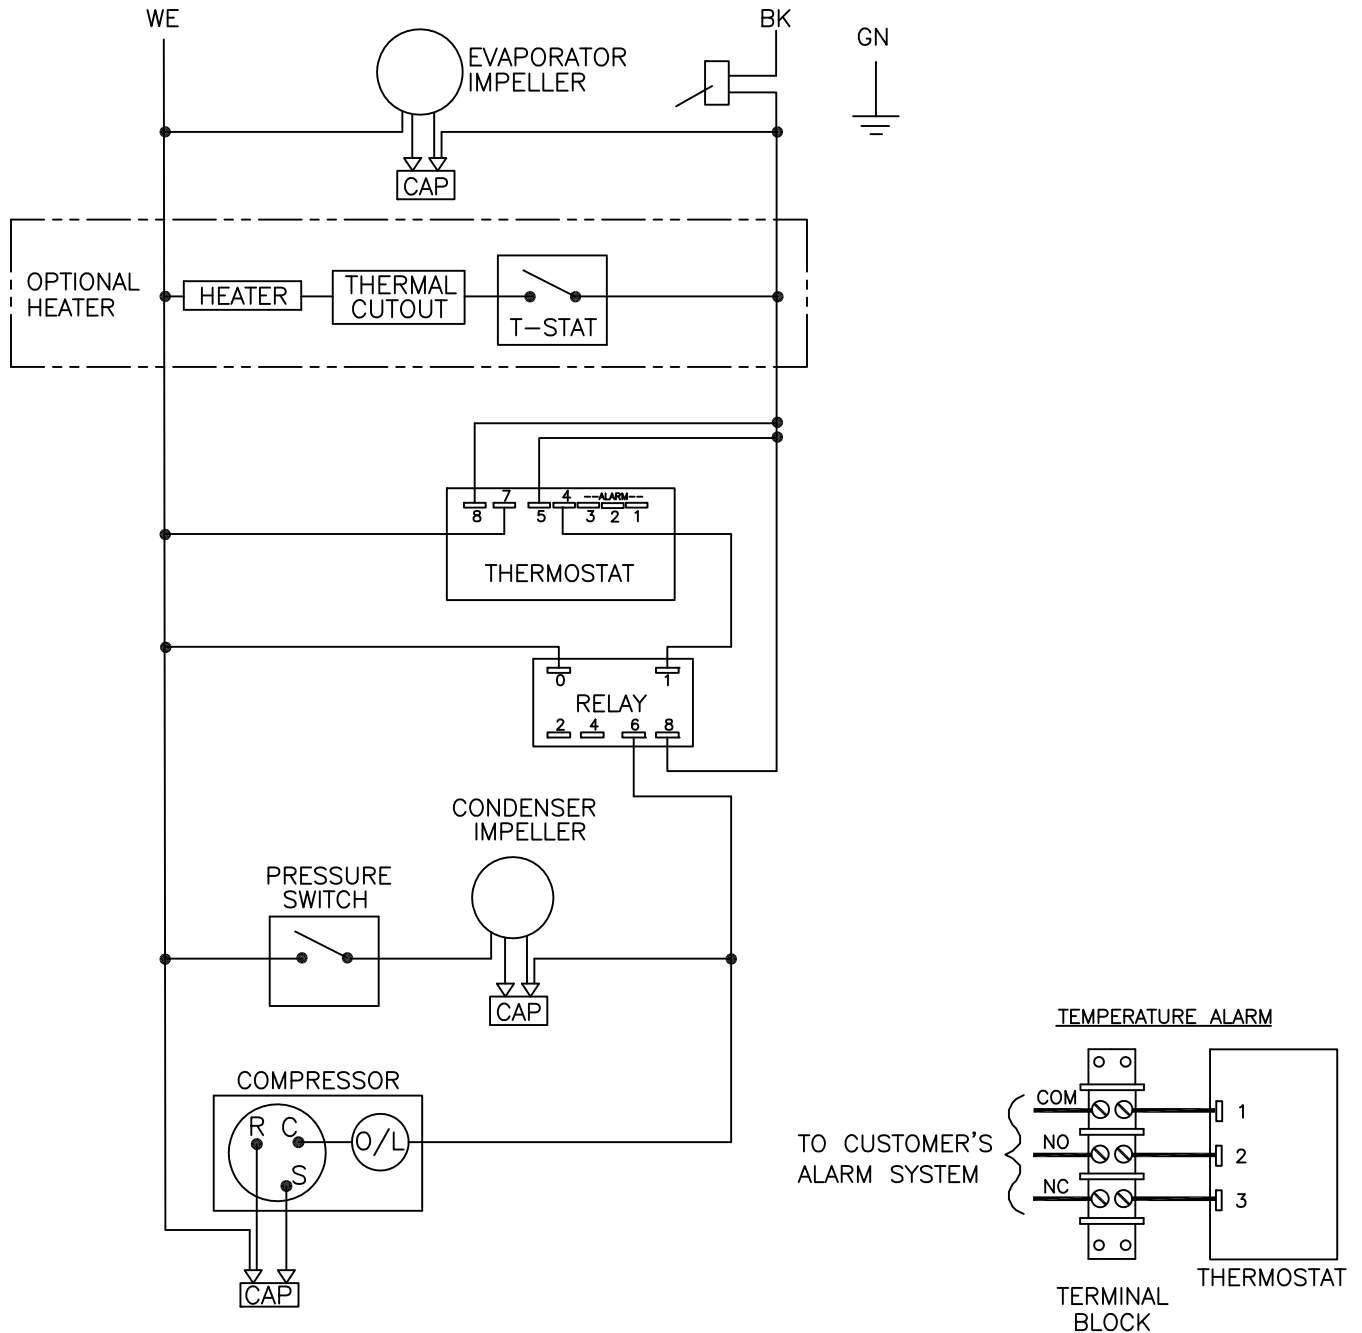 WE
BK
GN
EVAPORATOR
IMPELLER
CAP
OPTIONAL
HEATER
HEATER
THERMAL
CUTOUT
T-STAT
7
4
--ALARM--
8
5
3
2
1
THERMOSTAT
0
1
RELAY
2
4
6
8
CONDENSER
IMPELLER
PRESSURE
SWITCH
CAP
COMPRESSOR
R
C
O/L
S
CAP
TEMPERATURE ALARM
COM
1
NO
2
NC
3
TO CUSTOMER'S
ALARM SYSTEM
THERMOSTAT
TERMINAL
BLOCK